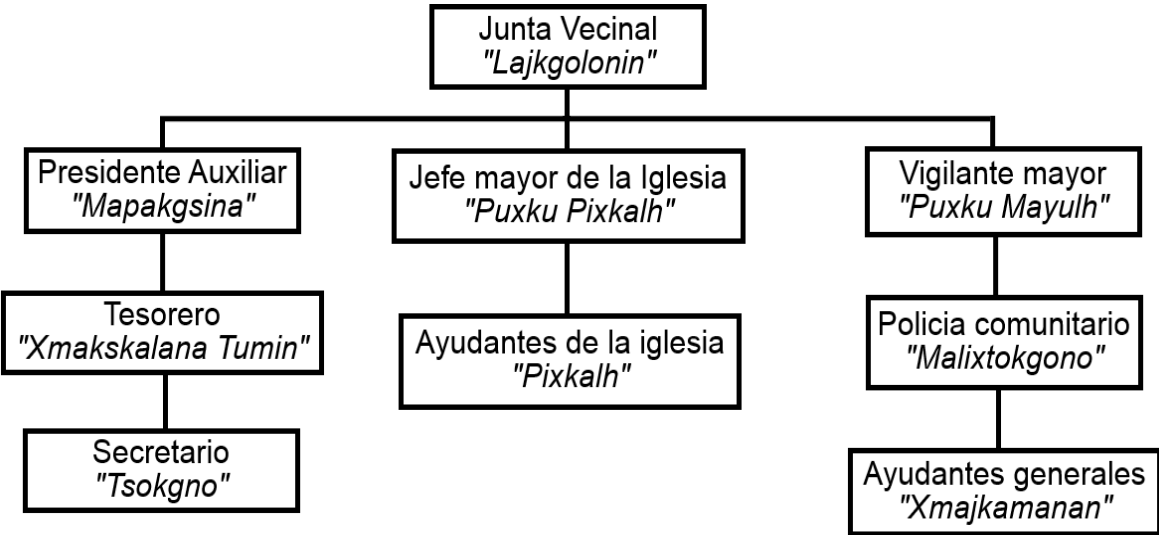 Junta Vecinal
"Lajkgolonin"
Presidente Auxiliar
"Mapakgsina"
Jefe mayor de la Iglesia
"Puxku Pixkalh"
Vigilante mayor
"Puxku Mayulh"
Tesorero
"Xmakskalana Tumin"
Ayudantes de la iglesia
"Pixkalh"
Policia comunitario
"Malixtokgono"
Secretario
"Tsokgno"
Ayudantes generales
"Xmajkamanan"